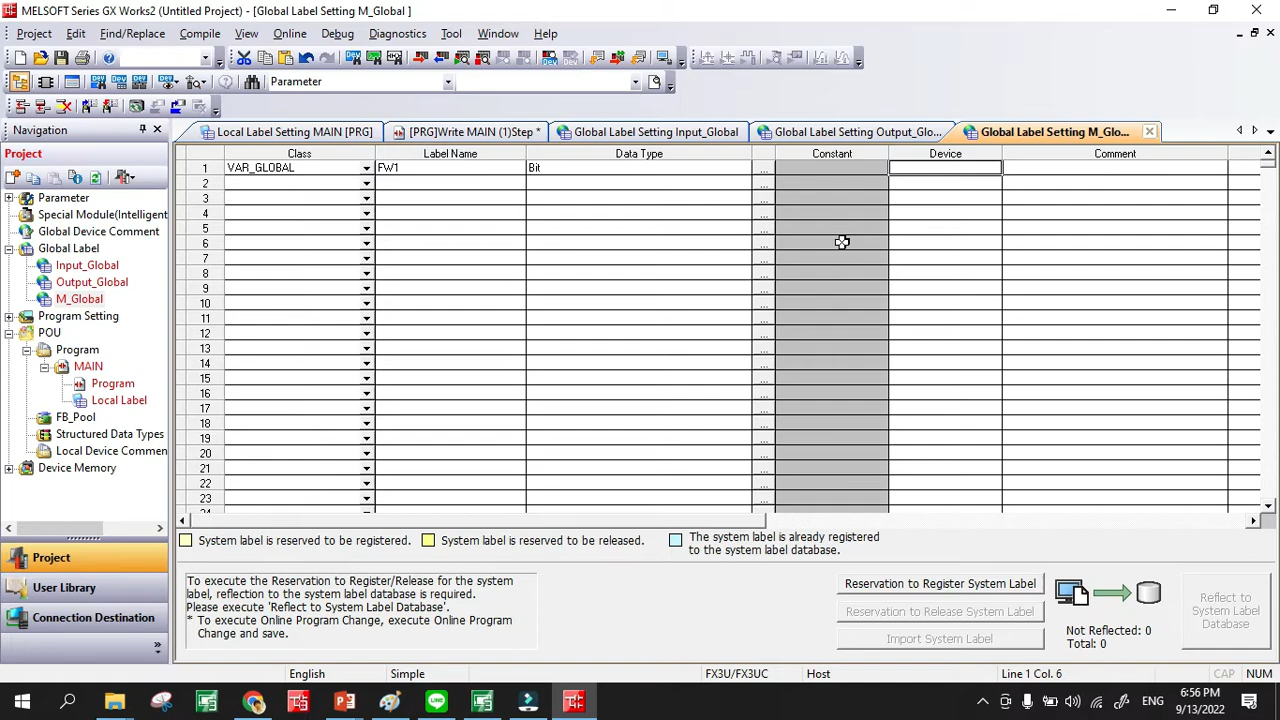 MELSOFT Series GX Works2 (Untitled Project) - [Global Label Setting M_Global ]
Project Edit Find/Replace Compile View Online Debug Diagnostics Tool Window Help
Parameter
Navigation
Local Label Setting MAIN [PRG]
[PRG]Write MAIN (1)Step *
Global Label Setting Input_Global
Global Label Setting Output_Glo...
Global Label Setting M_Glo...
Project
Parameter
Special Module(Intelligent
Global Device Comment
Global Label
Input_Global
Output_Global
M_Global
Program Setting
POU
Program
MAIN
Program
Local Label
FB_Pool
Structured Data Types
Local Device Commen
Device Memory
Project
User Library
Connection Destination
Class Label Name Data Type Constant Device Comment
1 VAR_GLOBAL FW1 Bit ...
2 ...
3 ...
4 ...
5 ...
6 ...
7 ...
8 ...
9 ...
10 ...
11 ...
12 ...
13 ...
14 ...
15 ...
16 ...
17 ...
18 ...
19 ...
20 ...
21 ...
22 ...
23 ...
System label is reserved to be registered.
System label is reserved to be released.
The system label is already registered
to the system label database.
To execute the Reservation to Register/Release for the system
label, reflection to the system label database is required.
Please execute 'Reflect to System Label Database'.
* To execute Online Program Change, execute Online Program
Change and save.
Reservation to Register System Label
Reservation to Release System Label
Import System Label
Not Reflected: 0
Total: 0
Reflect to
System Label
Database
English Simple FX3U/FX3UC Host Line 1 Col. 6 CAP NUM
ENG
6:56 PM
9/13/2022